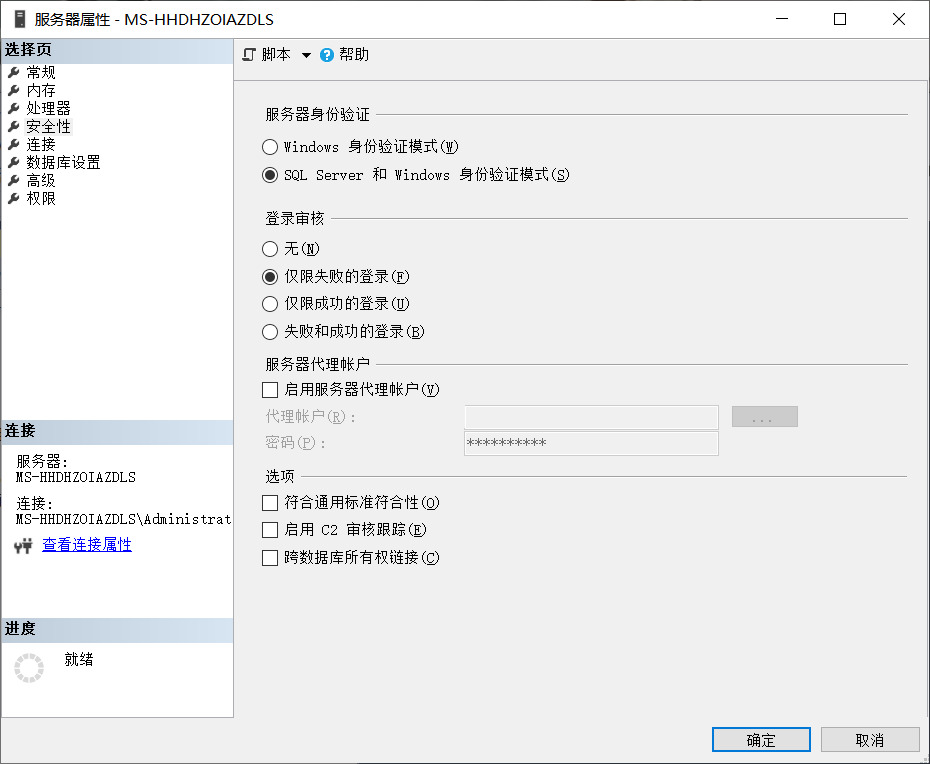 服务器属性 - MS-HHDHZOIAZDLS
选择页
常规
内存
处理器
安全性
连接
数据库设置
高级
权限
连接
服务器:
MS-HHDHZOIAZDLS
连接:
MS-HHDHZOIAZDLS\Administrat
查看连接属性
进度
就绪
脚本 帮助
服务器身份验证
Windows 身份验证模式(W)
SQL Server 和 Windows 身份验证模式(S)
登录审核
无(N)
仅限失败的登录(F)
仅限成功的登录(U)
失败和成功的登录(B)
服务器代理帐户
启用服务器代理帐户(V)
代理帐户(R):
...
密码(P):
**********
选项
符合通用标准符合性(O)
启用 C2 审核跟踪(E)
跨数据库所有权链接(C)
确定 取消